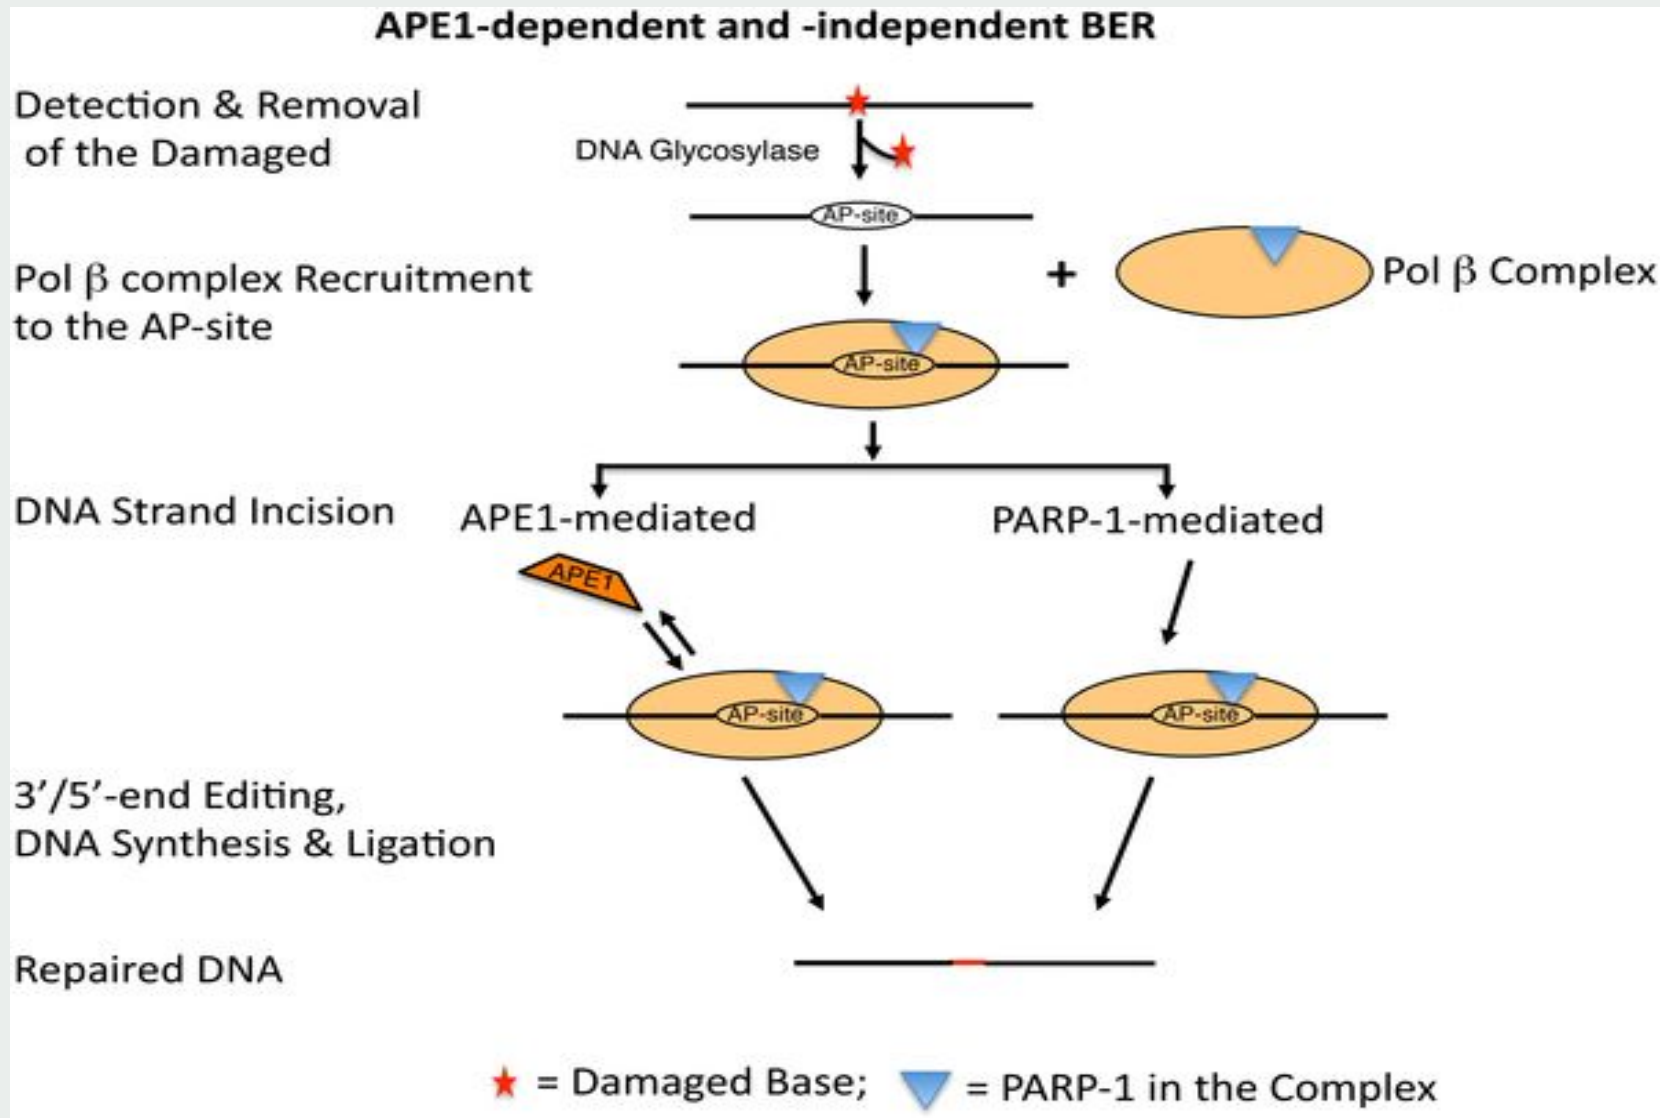 APE1-dependent and -independent BER
Detection & Removal
of the Damaged
DNA Glycosylase
AP-site
Pol β complex Recruitment
to the AP-site
+
Pol β Complex
AP-site
DNA Strand Incision
APE1-mediated
PARP-1-mediated
APE1
AP-site
AP-site
3’/5’-end Editing,
DNA Synthesis & Ligation
Repaired DNA
= Damaged Base;
= PARP-1 in the Complex